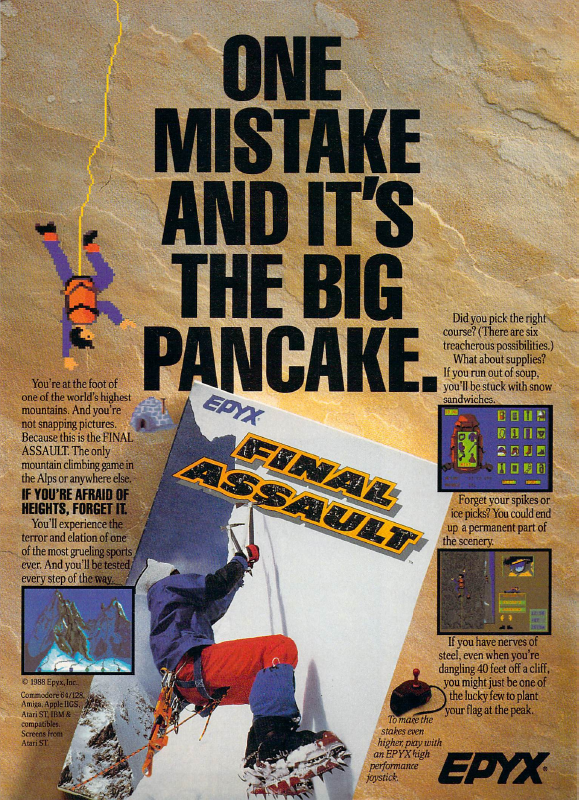 ONE
MISTAKE
AND IT'S
THE BIG
PANCAKE.
You're at the foot of
one of the world's highest
mountains. And you're
not snapping pictures.
Because this is the FINAL
ASSAULT. The only
mountain climbing game in
the Alps or anywhere else.
IF YOU'RE AFRAID OF
HEIGHTS, FORGET IT.
You'll experience the
terror and elation of one
of the most grueling sports
ever. And you'll be tested
every step of the way.
© 1988 Epyx, Inc.
Commodore 64/128,
Amiga, Apple IIGS,
Atari ST, IBM &
compatibles.
Screens from
Atari ST.
EPYX
FINAL
ASSAULT™
Did you pick the right
course? (There are six
treacherous possibilities.)
What about supplies?
If you run out of soup,
you'll be stuck with snow
sandwiches.
Forget your spikes or
ice picks? You could end
up a permanent part of
the scenery.
If you have nerves of
steel, even when you're
dangling 40 feet off a cliff,
you might just be one of
the lucky few to plant
your flag at the peak.
To make the
stakes even
higher, play with
an EPYX high
performance
joystick.
EPYX®